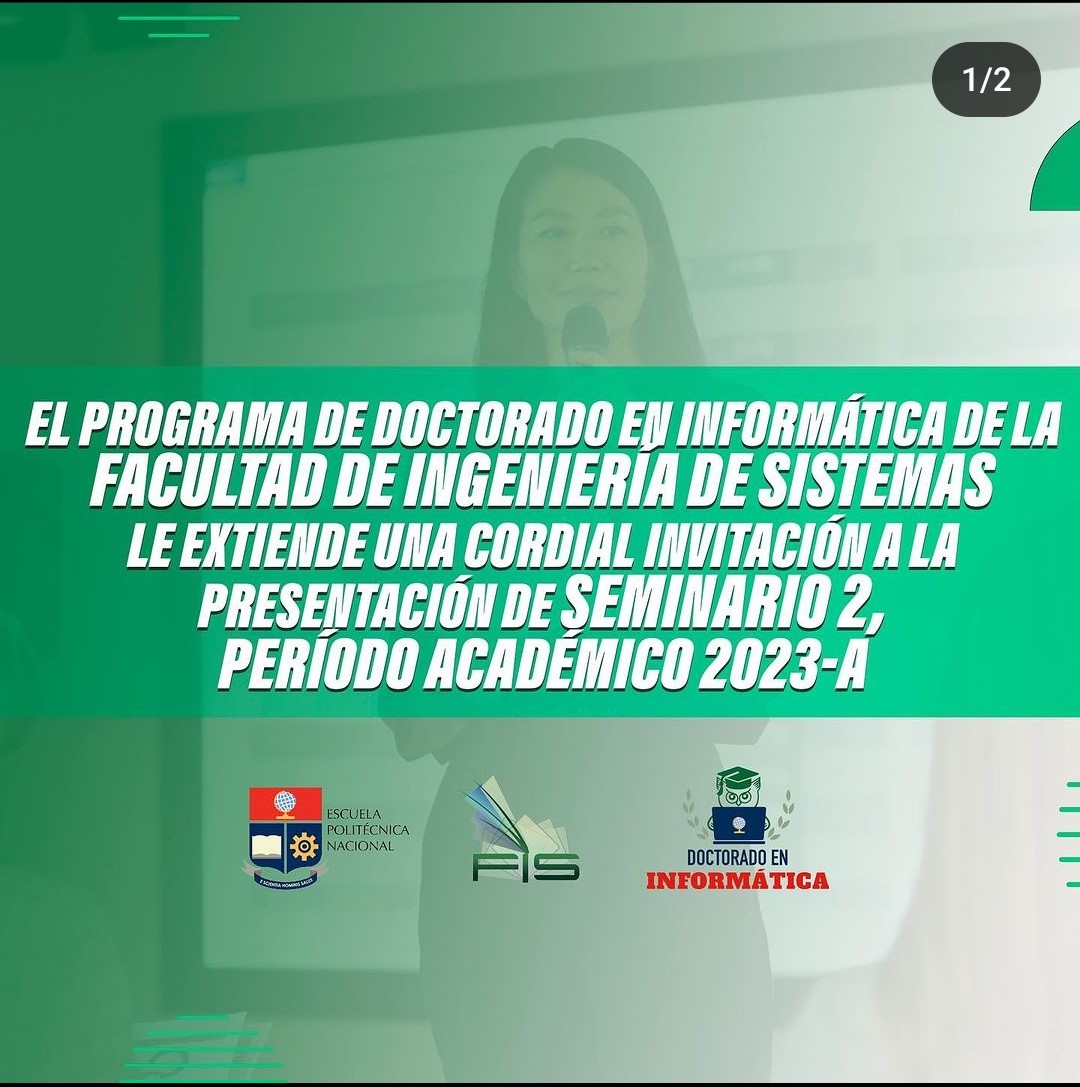 1/2
EL PROGRAMA DE DOCTORADO EN INFORMÁTICA DE LA
FACULTAD DE INGENIERÍA DE SISTEMAS
LE EXTIENDE UNA CORDIAL INVITACIÓN A LA
PRESENTACIÓN DE SEMINARIO 2,
PERÍODO ACADÉMICO 2023-A
ESCUELA
POLITÉCNICA
NACIONAL
E SCIENTIA HOMINIS SALUS
FIS
DOCTORADO EN
INFORMÁTICA